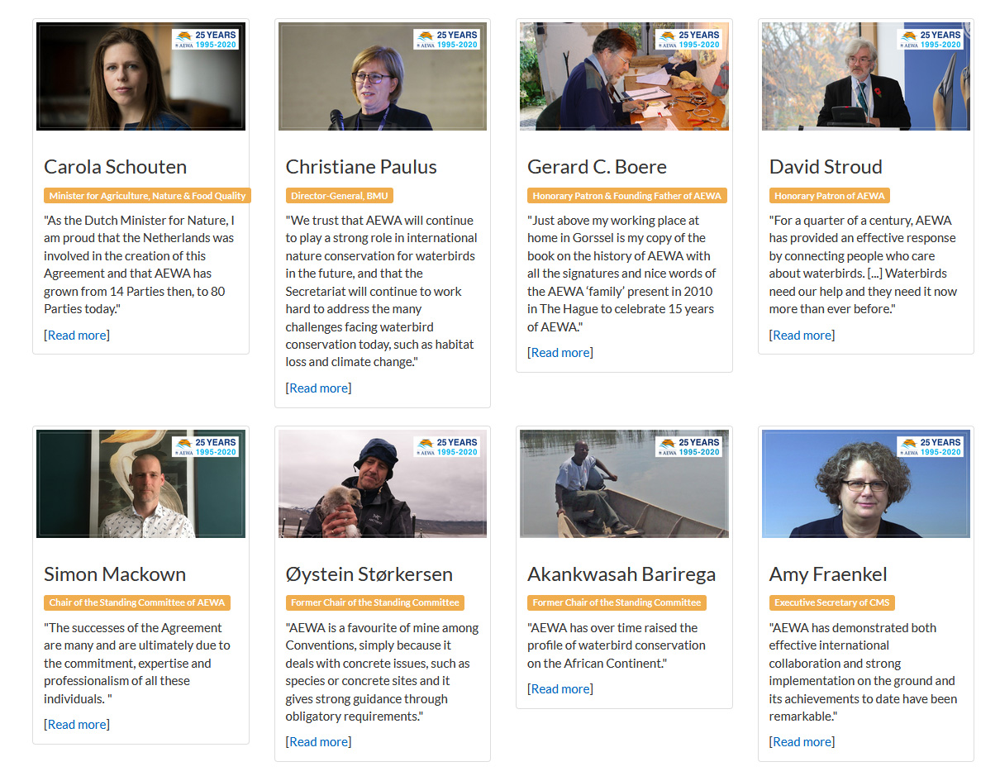 25 YEARS
AEWA 1995-2020
Carola Schouten
Minister for Agriculture, Nature & Food Quality
"As the Dutch Minister for Nature, I
am proud that the Netherlands was
involved in the creation of this
Agreement and that AEWA has
grown from 14 Parties then, to 80
Parties today."
[Read more]
25 YEARS
AEWA 1995-2020
Christiane Paulus
Director-General, BMU
"We trust that AEWA will continue
to play a strong role in international
nature conservation for waterbirds
in the future, and that the
Secretariat will continue to work
hard to address the many
challenges facing waterbird
conservation today, such as habitat
loss and climate change."
[Read more]
25 YEARS
AEWA 1995-2020
Gerard C. Boere
Honorary Patron & Founding Father of AEWA
"Just above my working place at
home in Gorssel is my copy of the
book on the history of AEWA with
all the signatures and nice words of
the AEWA ‘family’ present in 2010
in The Hague to celebrate 15 years
of AEWA."
[Read more]
25 YEARS
AEWA 1995-2020
David Stroud
Honorary Patron of AEWA
"For a quarter of a century, AEWA
has provided an effective response
by connecting people who care
about waterbirds. [...] Waterbirds
need our help and they need it now
more than ever before."
[Read more]
25 YEARS
AEWA 1995-2020
Simon Mackown
Chair of the Standing Committee of AEWA
"The successes of the Agreement
are many and are ultimately due to
the commitment, expertise and
professionalism of all these
individuals. "
[Read more]
25 YEARS
AEWA 1995-2020
Øystein Størkersen
Former Chair of the Standing Committee
"AEWA is a favourite of mine among
Conventions, simply because it
deals with concrete issues, such as
species or concrete sites and it
gives strong guidance through
obligatory requirements."
[Read more]
25 YEARS
AEWA 1995-2020
Akankwasah Barirega
Former Chair of the Standing Committee
"AEWA has over time raised the
profile of waterbird conservation
on the African Continent."
[Read more]
25 YEARS
AEWA 1995-2020
Amy Fraenkel
Executive Secretary of CMS
"AEWA has demonstrated both
effective international
collaboration and strong
implementation on the ground and
its achievements to date have been
remarkable."
[Read more]